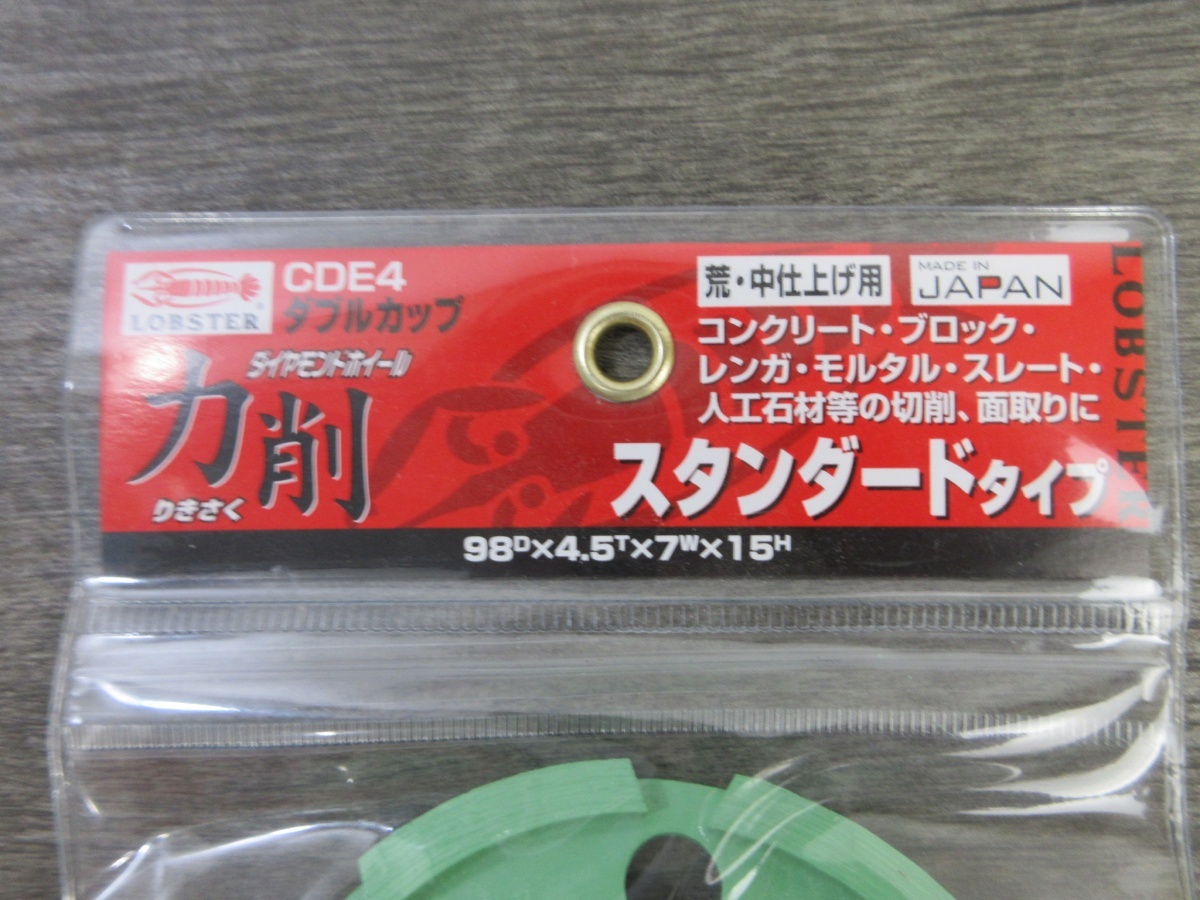 LOBSTER
CDE4
ダブルカップ
ダイヤモンドホイール
力削
りきさく
荒・中仕上げ用
MADE IN
JAPAN
コンクリート・ブロック・
レンガ・モルタル・スレート・
人工石材等の切削、面取りに
スタンダードタイプ
98ᴰ×4.5ᵀ×7ᵂ×15ᴴ
LOBSTER